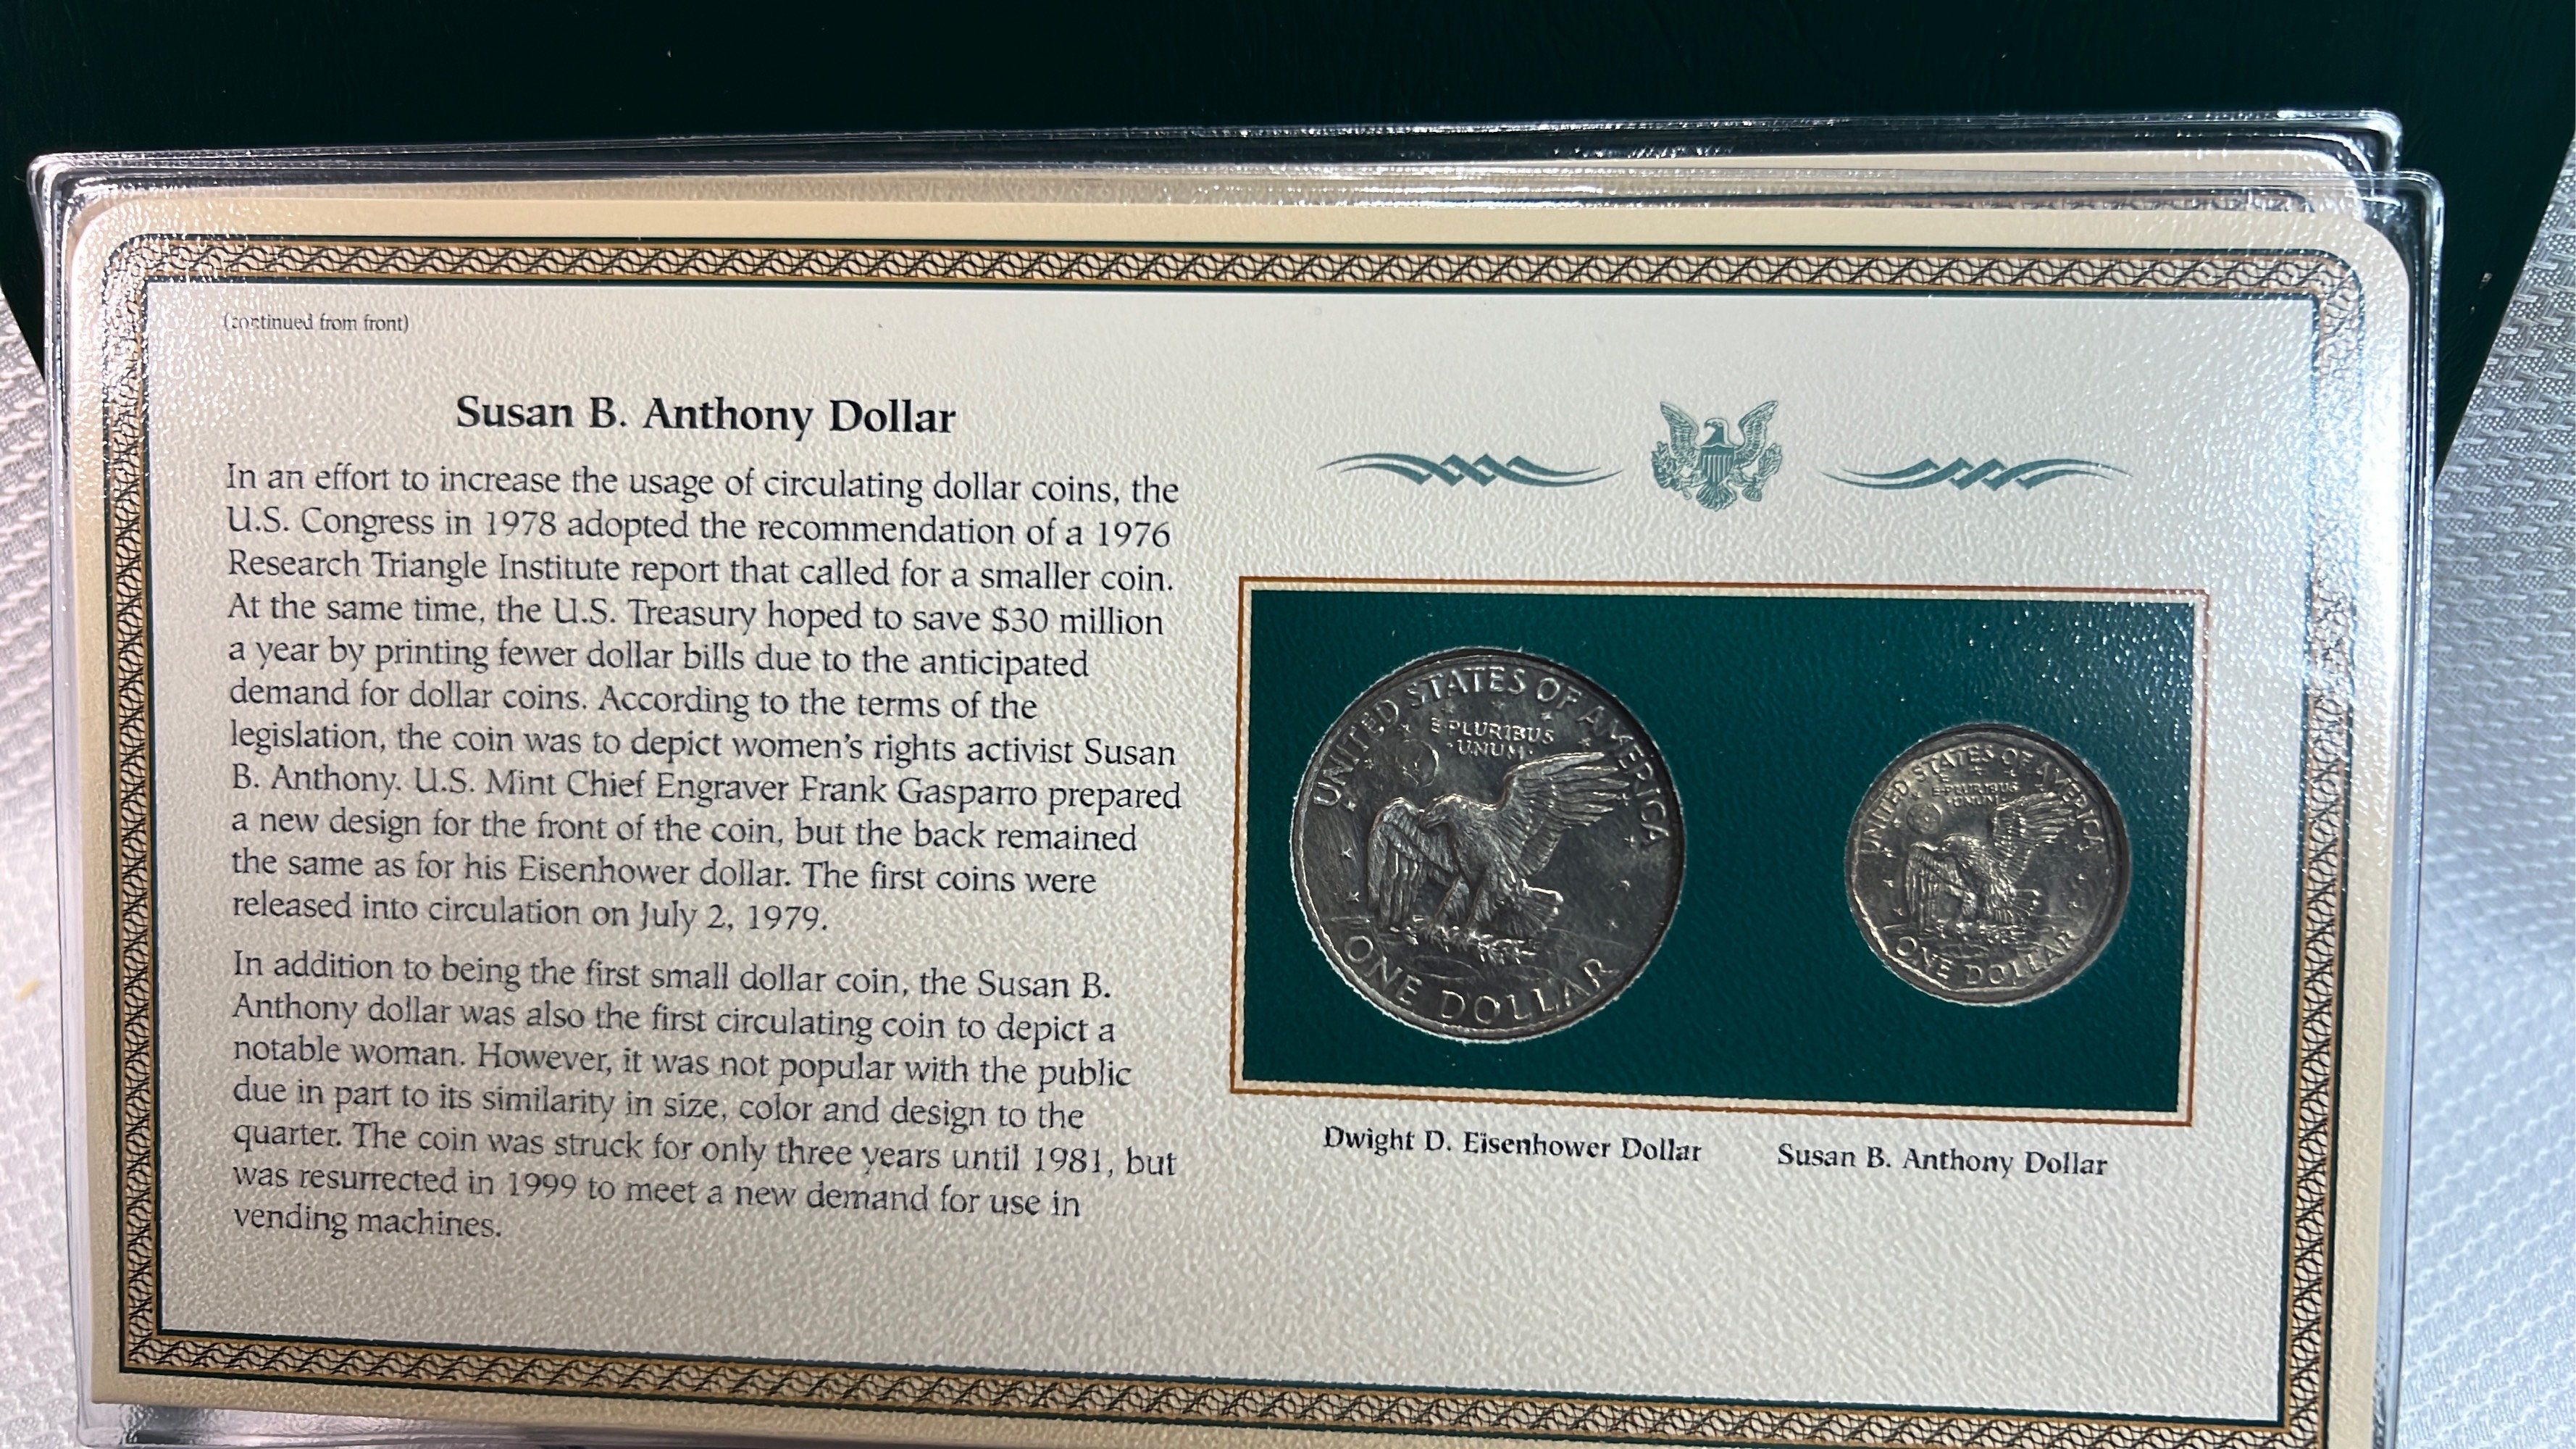 (continued from front)
Susan B. Anthony Dollar
In an effort to increase the usage of circulating dollar coins, the
U.S. Congress in 1978 adopted the recommendation of a 1976
Research Triangle Institute report that called for a smaller coin.
At the same time, the U.S. Treasury hoped to save $30 million
a year by printing fewer dollar bills due to the anticipated
demand for dollar coins. According to the terms of the
legislation, the coin was to depict women's rights activist Susan
B. Anthony. U.S. Mint Chief Engraver Frank Gasparro prepared
a new design for the front of the coin, but the back remained
the same as for his Eisenhower dollar. The first coins were
released into circulation on July 2, 1979.
In addition to being the first small dollar coin, the Susan B.
Anthony dollar was also the first circulating coin to depict a
notable woman. However, it was not popular with the public
due in part to its similarity in size, color and design to the
quarter. The coin was struck for only three years until 1981, but
was resurrected in 1999 to meet a new demand for use in
vending machines.
UNITED STATES OF AMERICA
E PLURIBUS
UNUM
ONE DOLLAR
UNITED STATES OF AMERICA
E PLURIBUS
UNUM
ONE DOLLAR
Dwight D. Eisenhower Dollar
Susan B. Anthony Dollar